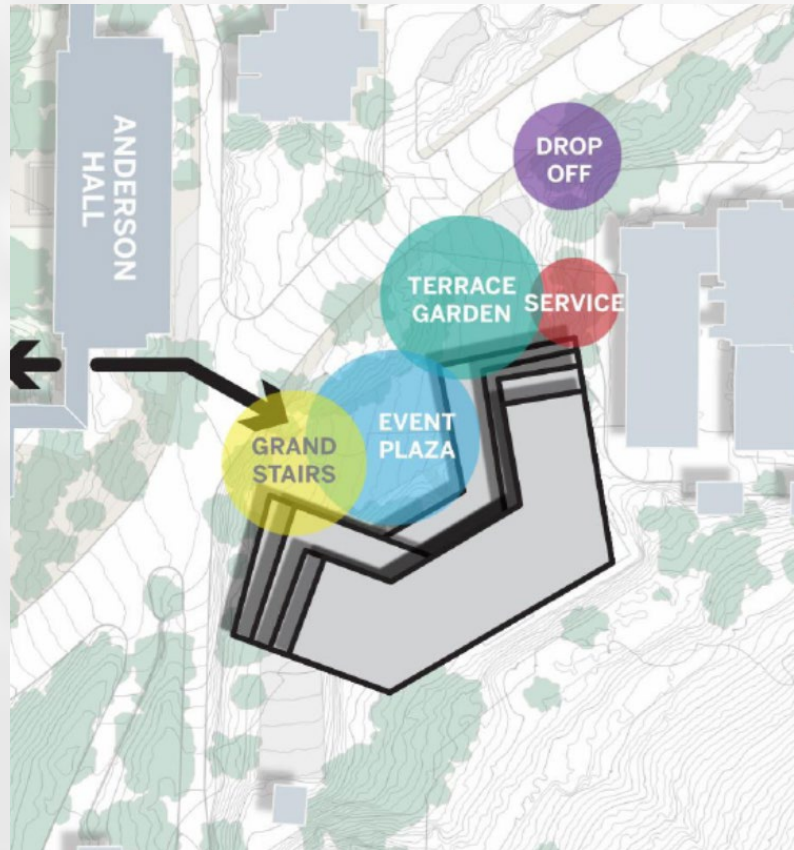 ANDERSON
HALL
DROP
OFF
TERRACE
GARDEN
SERVICE
EVENT
PLAZA
GRAND
STAIRS